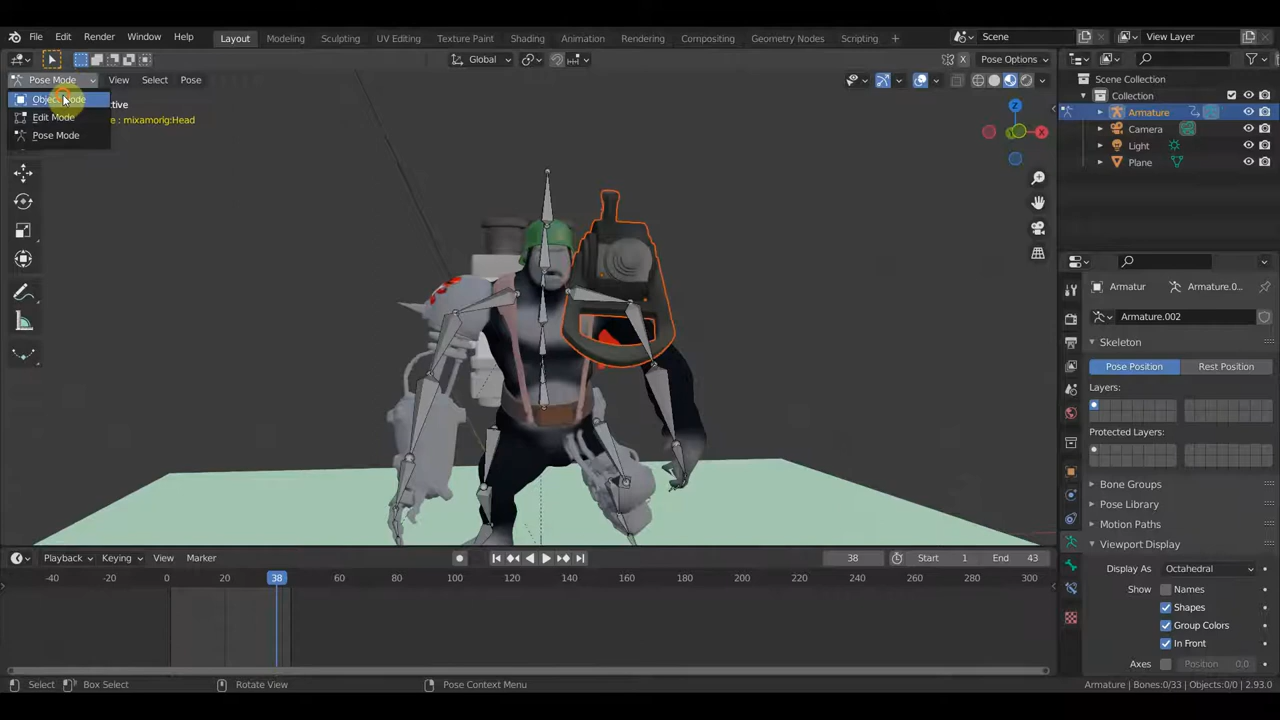 File Edit Render Window Help Layout Modeling Sculpting UV Editing Texture Paint Shading Animation Rendering Compositing Geometry Nodes Scripting + Scene View Layer
Global X Pose Options
Pose Mode View Select Pose Scene Collection
Object Mode Collection
: mixamorig:Head Armature
Edit Mode Camera
Pose Mode Light
Plane
X
Z
Armatur Armature.0...
Armature.002
Skeleton
Pose Position Rest Position
Layers:
Protected Layers:
Bone Groups
Pose Library
Motion Paths
Viewport Display
Playback Keying View Marker 38 Start 1 End 43
Display As Octahedral
-40 -20 0 20 38 60 80 100 120 140 160 180 200 220 240 260 280 300
Show Names
Shapes
Group Colors
In Front
Axes Position 0.0
Select Box Select Rotate View Pose Context Menu Armature | Bones:0/33 | Objects:0/0 | 2.93.0